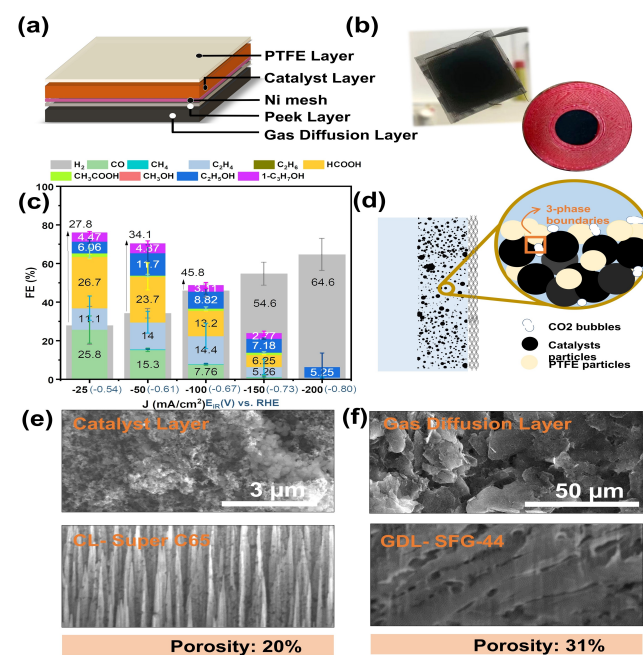 (a)
PTFE Layer
Catalyst Layer
Ni mesh
Peek Layer
Gas Diffusion Layer
(b)
H₂ CO CH₄ C₂H₄ C₂H₆ HCOOH
CH₃COOH CH₃OH C₂H₅OH 1-C₃H₇OH
(c)
FE (%)
100
80
60
40
20
0
27.8
4.47
6.06
26.7
11.1
25.8
34.1
4.87
11.7
23.7
14
15.3
45.8
3.11
8.82
13.2
14.4
7.76
54.6
2.77
7.18
6.25
5.26
64.6
5.25
-25 (-0.54) -50 (-0.61) -100 (-0.67) -150 (-0.73) -200 (-0.80)
J (mA/cm²) E_IR(V) vs. RHE
(d)
3-phase
boundaries
CO2 bubbles
Catalysts
particles
PTFE particles
(e)
Catalyst Layer
3 µm
CL- Super C65
Porosity: 20%
(f)
Gas Diffusion Layer
50 µm
GDL- SFG-44
Porosity: 31%